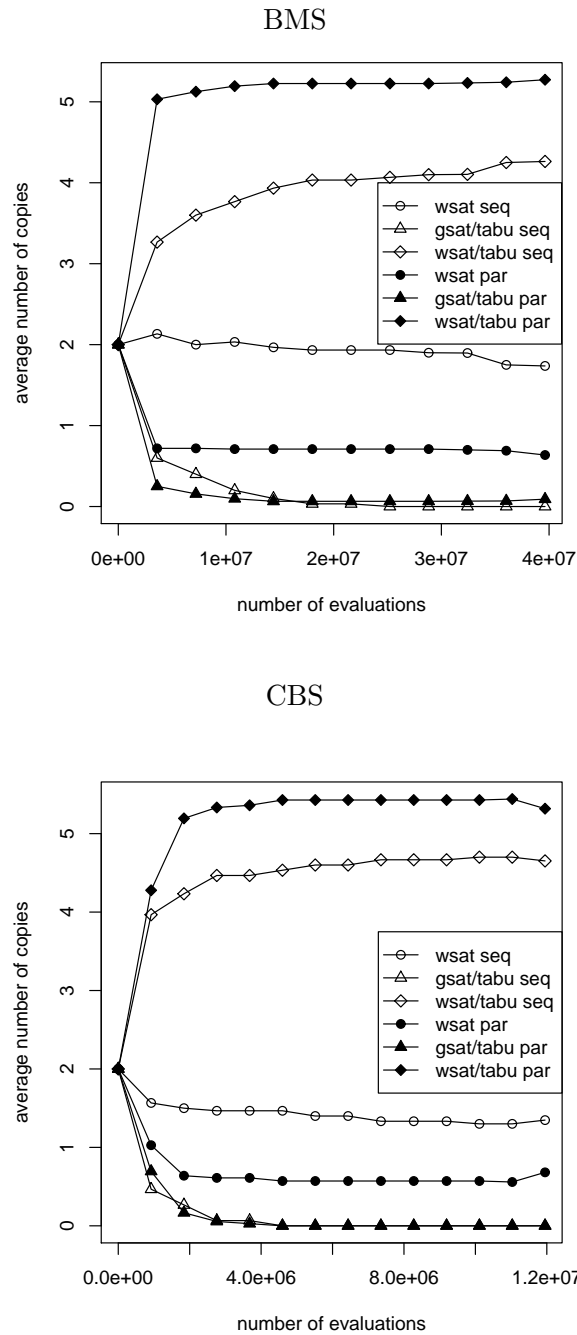 BMS
average number of copies
5
4
3
2
1
0
wsat seq
gsat/tabu seq
wsat/tabu seq
wsat par
gsat/tabu par
wsat/tabu par
0e+00 1e+07 2e+07 3e+07 4e+07
number of evaluations
CBS
average number of copies
5
4
3
2
1
0
wsat seq
gsat/tabu seq
wsat/tabu seq
wsat par
gsat/tabu par
wsat/tabu par
0.0e+00 4.0e+06 8.0e+06 1.2e+07
number of evaluations